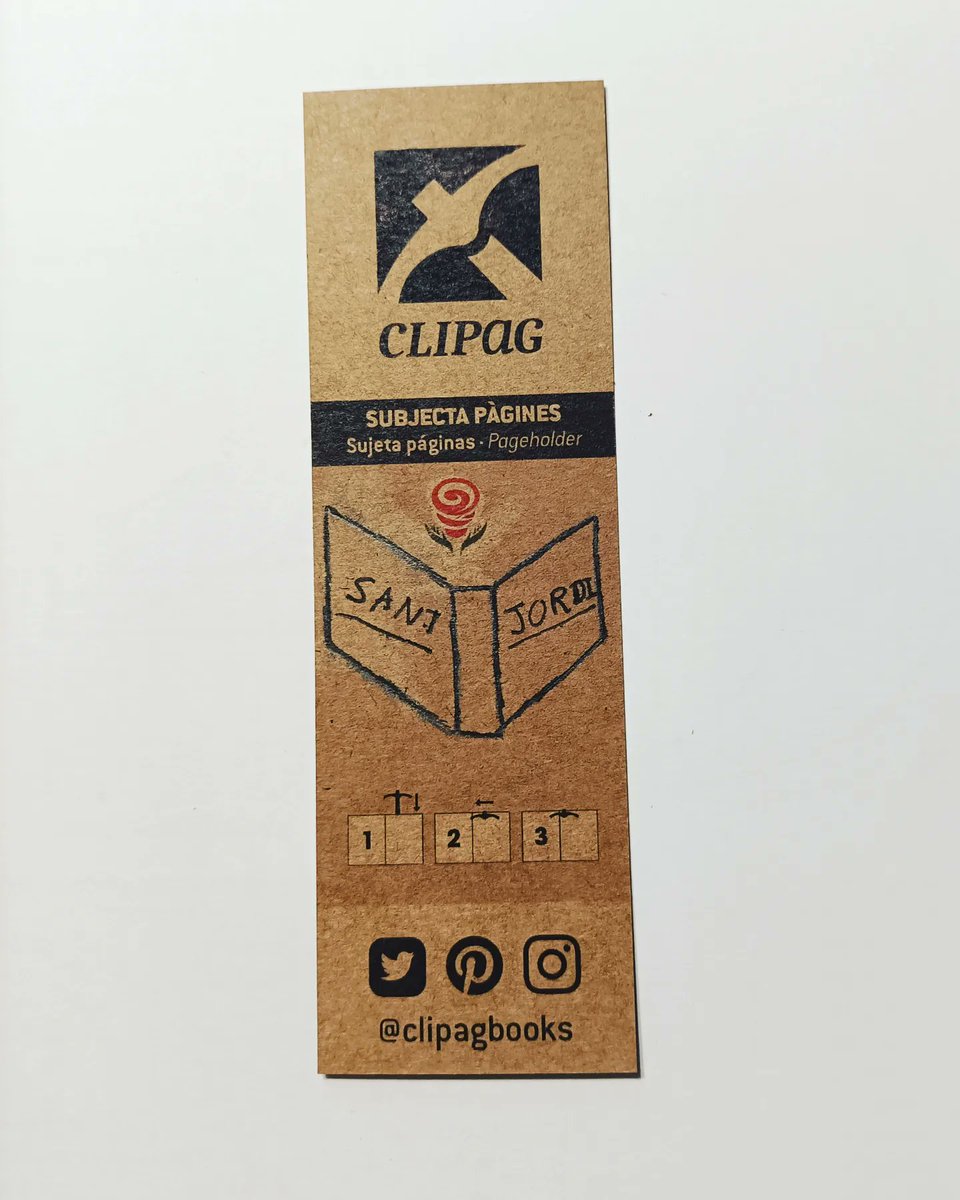 CLIPAG
SUBJECTA PÀGINES
Sujeta páginas · Pageholder
SANT JORDI
1 2 3
@clipagbooks